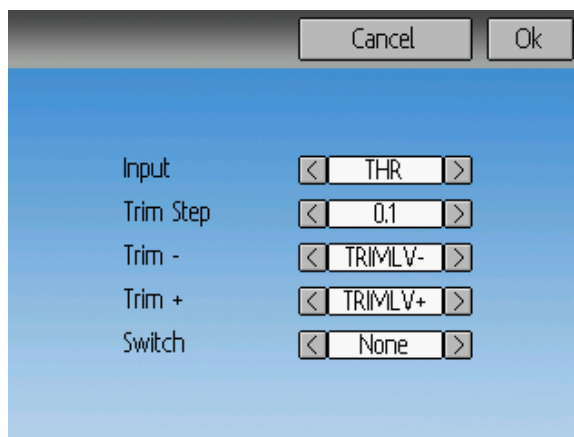 Cancel Ok
Input < THR >
Trim Step < 0.1 >
Trim - < TRIMLV- >
Trim + < TRIMLV+ >
Switch < None >